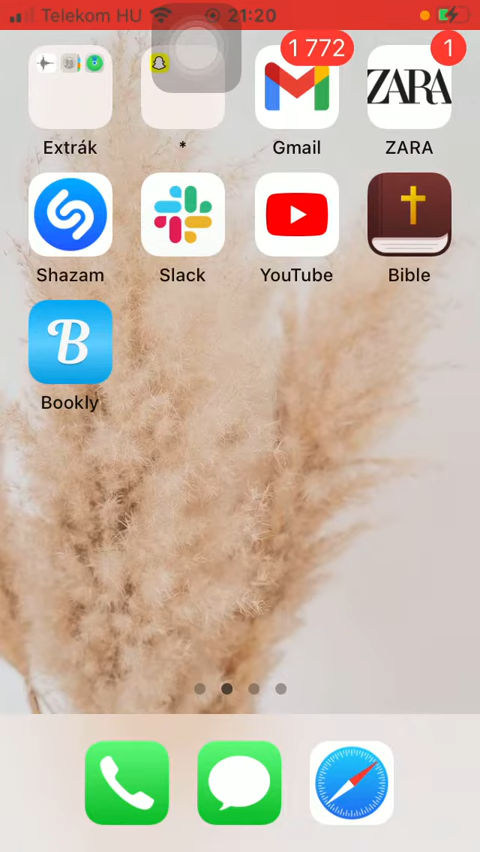 Telekom HU 21:20
1 772
1
ZARA
Extrák * Gmail ZARA
Shazam Slack YouTube Bible
B
Bookly